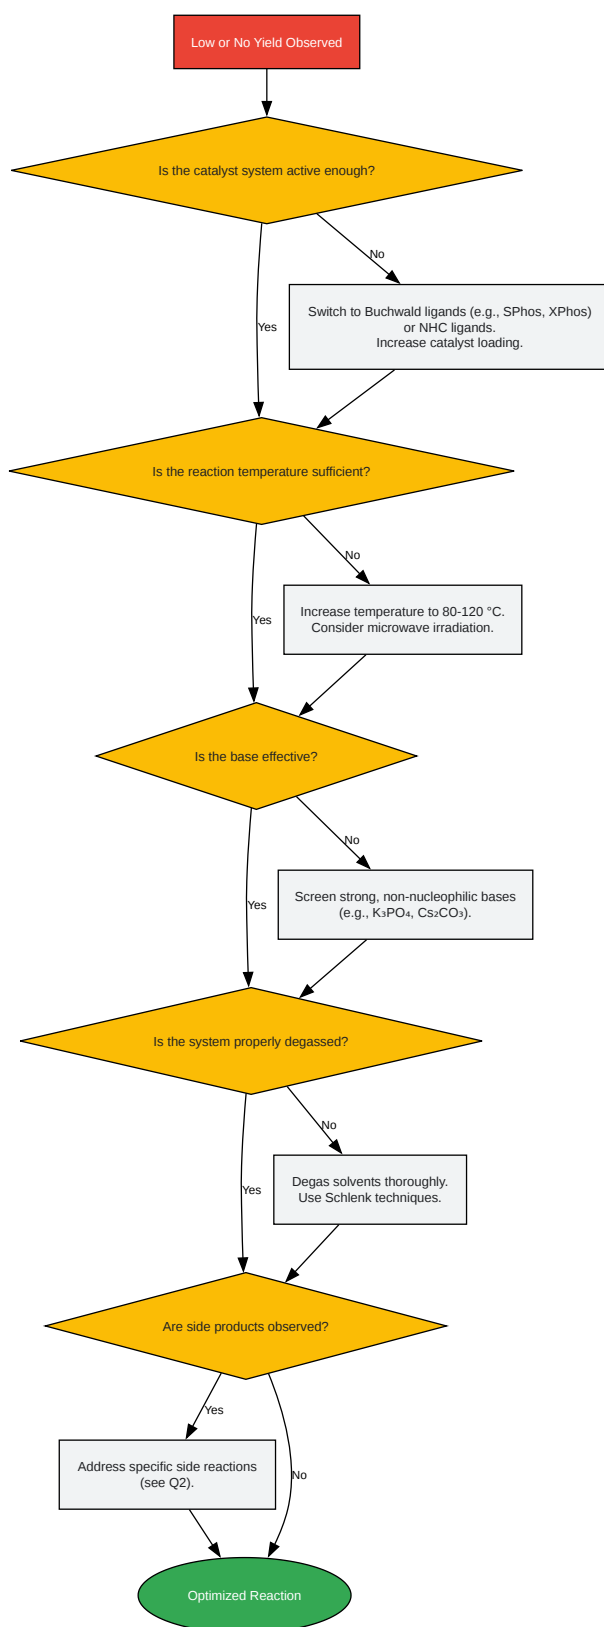 Low or No Yield Observed
Is the catalyst system active enough?
No
Switch to Buchwald ligands (e.g., SPhos, XPhos)
or NHC ligands.
Increase catalyst loading.
Yes
Is the reaction temperature sufficient?
No
Increase temperature to 80-120 °C.
Consider microwave irradiation.
Yes
Is the base effective?
No
Screen strong, non-nucleophilic bases
(e.g., K₃PO₄, Cs₂CO₃).
Yes
Is the system properly degassed?
No
Degas solvents thoroughly.
Use Schlenk techniques.
Yes
Are side products observed?
Yes
Address specific side reactions
(see Q2).
No
Optimized Reaction